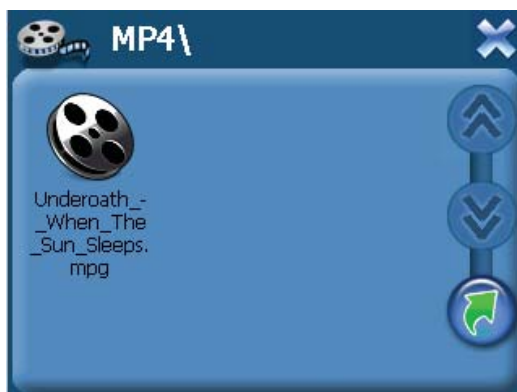 MP4\
Underoath_-
_When_The
_Sun_Sleeps.
mpg